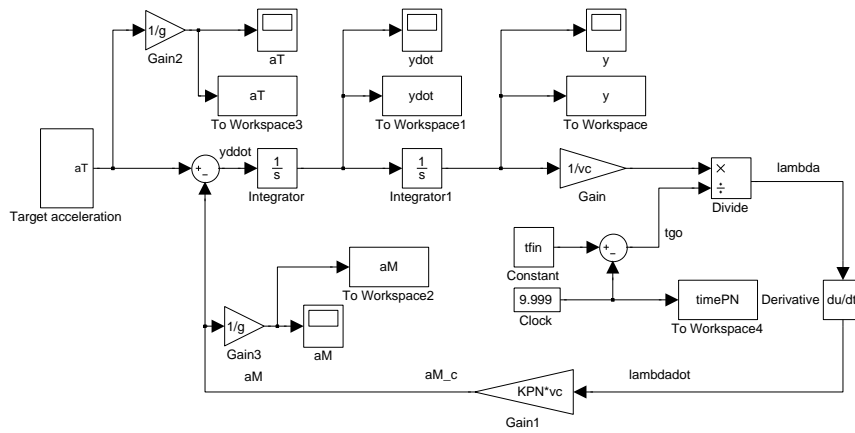 1/g
Gain2
aT
ydot
y
aT
To Workspace3
ydot
To Workspace1
y
To Workspace
aT
Target acceleration
+
−
yddot
1
s
Integrator
1
s
Integrator1
1/vc
Gain
×
÷
Divide
lambda
tfin
Constant
+
−
tgo
9.999
Clock
timePN
To Workspace4
Derivative
du/dt
aM
To Workspace2
1/g
Gain3
aM
aM
aM_c
KPN*vc
Gain1
lambdadot